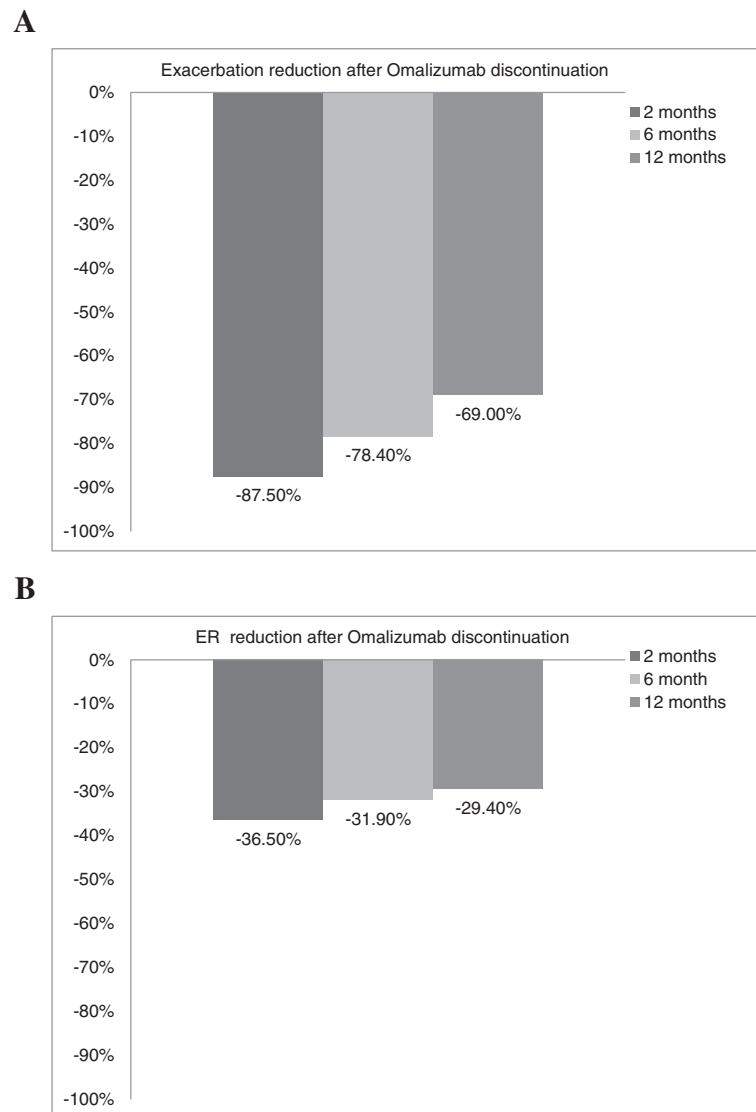 A
Exacerbation reduction after Omalizumab discontinuation
0%
-10%
-20%
-30%
-40%
-50%
-60%
-70%
-80%
-90%
-100%
2 months
6 months
12 months
-87.50%
-78.40%
-69.00%
B
ER reduction after Omalizumab discontinuation
0%
-10%
-20%
-30%
-40%
-50%
-60%
-70%
-80%
-90%
-100%
2 months
6 month
12 months
-36.50%
-31.90%
-29.40%